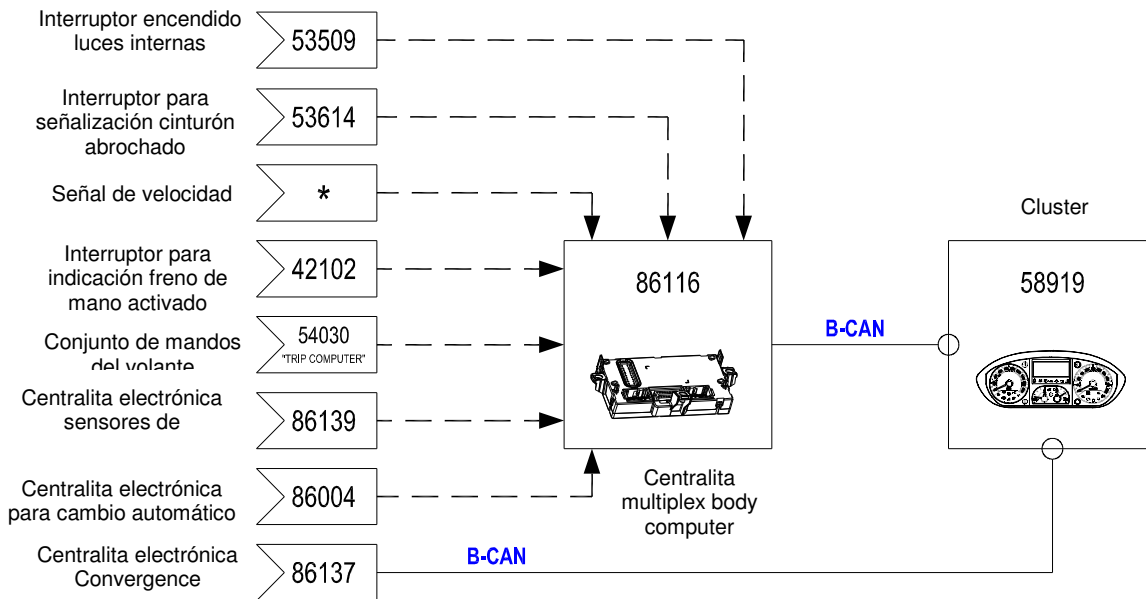 Interruptor encendido
luces internas
53509
Interruptor para
señalización cinturón
abrochado
53614
Señal de velocidad
*
Interruptor para
indicación freno de
mano activado
42102
Conjunto de mandos
del volante
54030
"TRIP COMPUTER"
Centralita electrónica
sensores de
86139
Centralita electrónica
para cambio automático
86004
Centralita electrónica
Convergence
86137
B-CAN
86116
Centralita
multiplex body
computer
B-CAN
Cluster
58919